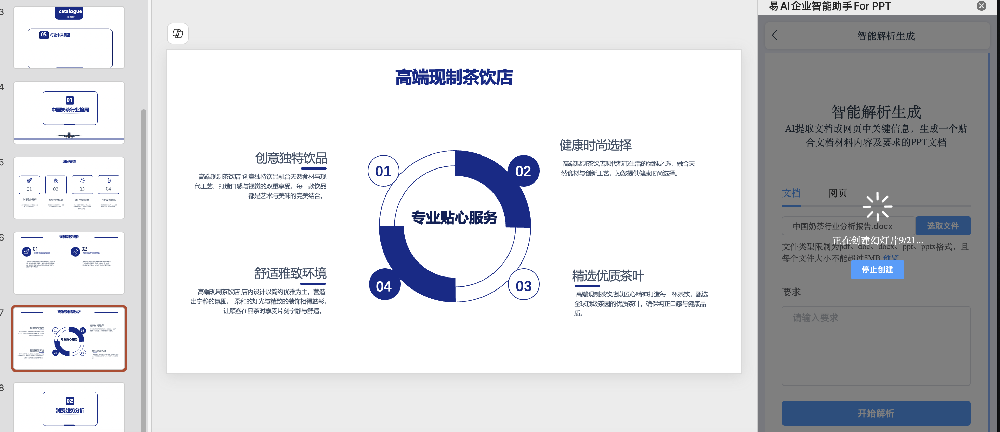 3
catalogue
CONTENT
05 行业未来展望
4
01
中国奶茶行业格局
5
细分赛道
01
02
03
04
市场趋势分析
行业竞争格局
用户需求洞察
创新发展策略
6
现制茶饮增长
01
02
7
高端现制茶饮店
创意独特饮品
健康时尚选择
01
02
专业贴心服务
舒适雅致环境
精选优质茶叶
04
03
8
02
消费趋势分析
高端现制茶饮店
创意独特饮品
高端现制茶饮店 创意独特饮品融合天然食材与现
代工艺，打造口感与视觉的双重享受。每一款饮品
都是艺术与美味的完美结合。
健康时尚选择
高端现制茶饮店现代都市生活的优雅之选，融合天
然食材与创新工艺，为您提供健康时尚选择。
01
02
专业贴心服务
04
03
舒适雅致环境
高端现制茶饮店 店内设计以简约优雅为主，营造
出宁静的氛围。 柔和的灯光与精致的装饰相得益彰。
让顾客在品茶时享受片刻宁静与舒适。
精选优质茶叶
高端现制茶饮店以匠心精神打造每一杯茶饮，甄选
全球顶级茶园的优质茶叶，确保纯正口感与健康品
质。
易AI企业智能助手For PPT
智能解析生成
智能解析生成
AI提取文档或网页中关键信息，生成一个贴
合文档材料内容及要求的PPT文档
文档 网页
中国奶茶行业分析报告.docx 选取文件
正在创建幻灯片9/21...
文件类型限制为pdf、doc、docx、ppt、pptx格式，且
每个文件大小不能超过5MB 预览
停止创建
要求
请输入要求
开始解析